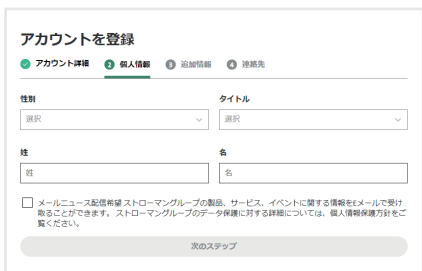 アカウントを登録
アカウント詳細 2 個人情報 3 追加情報 4 連絡先
性別 タイトル
選択 選択
姓 名
姓 名
メールニュース配信希望 ストローマングループの製品、サービス、イベントに関する情報をEメールで受け
取ることができます。 ストローマングループのデータ保護に対する詳細については、個人情報保護方針をご
覧ください。
次のステップ